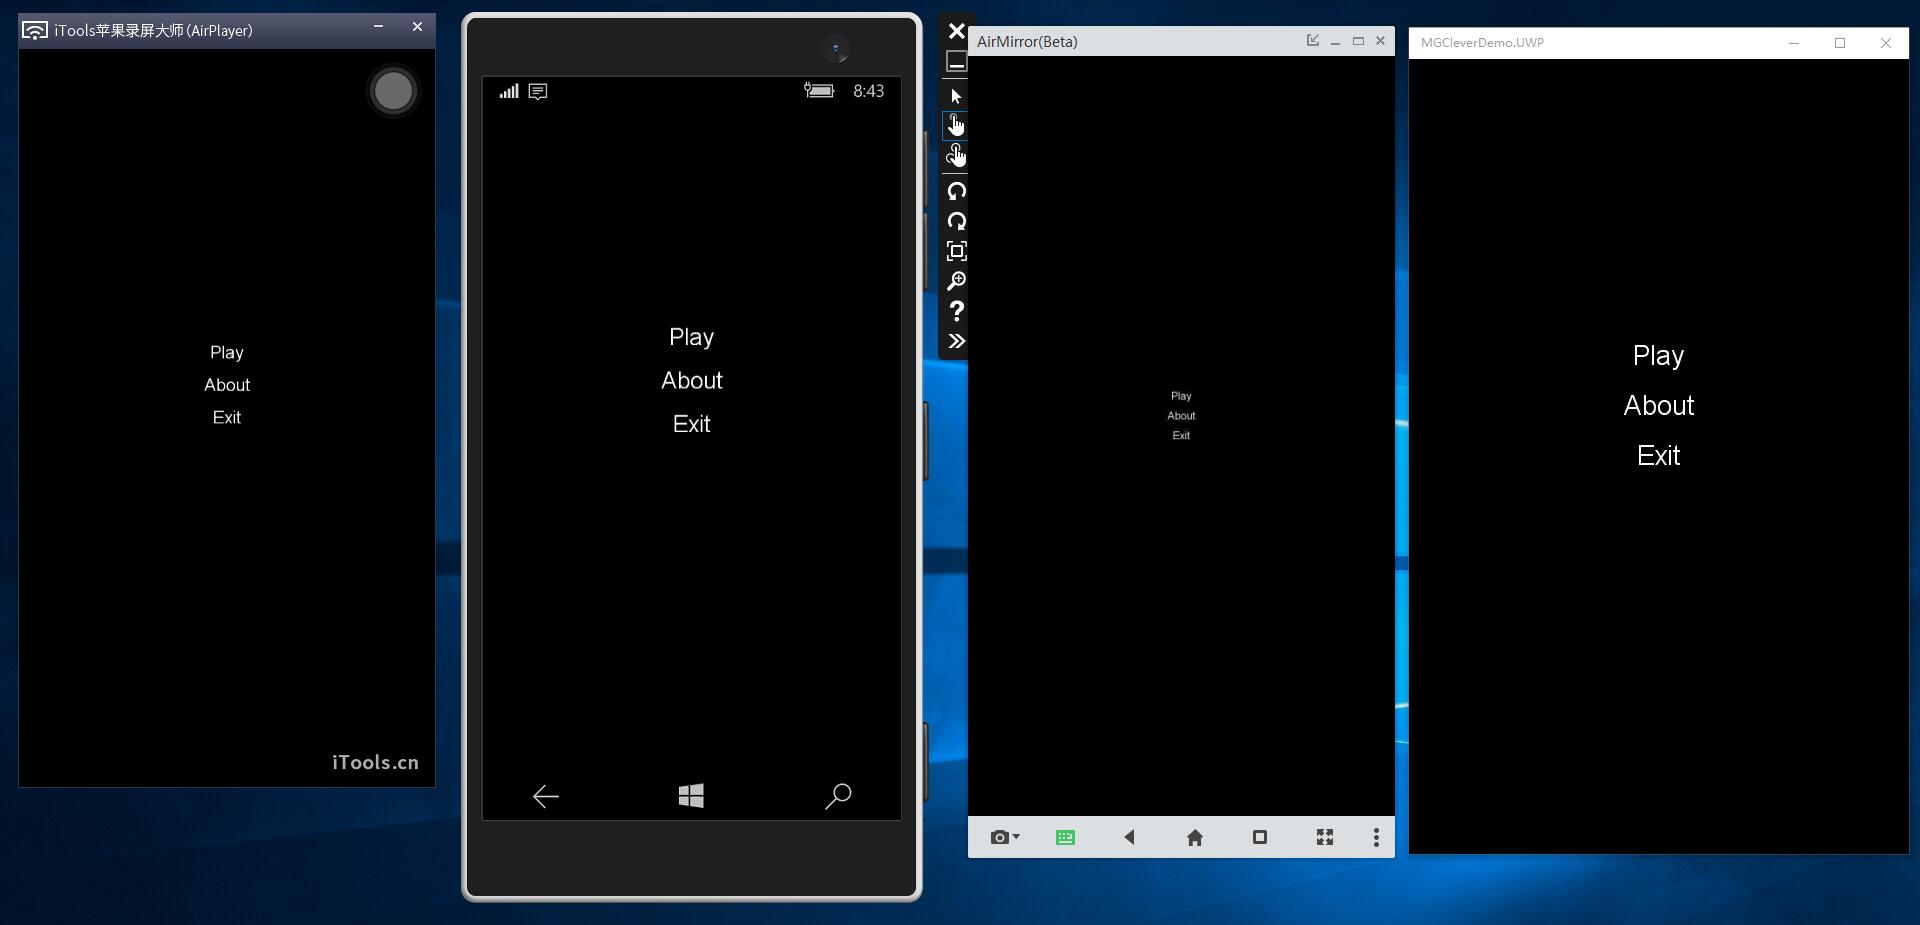 iTools苹果录屏大师(AirPlayer)
Play
About
Exit
iTools.cn
8:43
Play
About
Exit
AirMirror(Beta)
Play
About
Exit
MGCleverDemo.UWP
Play
About
Exit